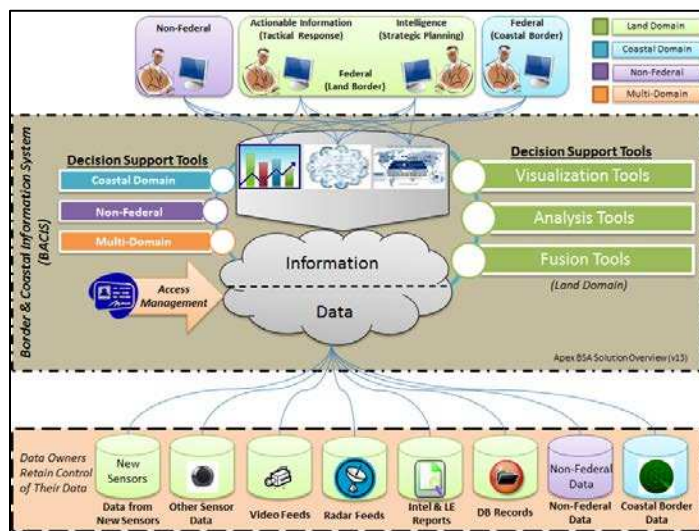 Non-Federal
Actionable Information
(Tactical Response)
Intelligence
(Strategic Planning)
Federal
(Land Border)
Federal
(Coastal Border)
Land Domain
Coastal Domain
Non-Federal
Multi-Domain
Border & Coastal Information System
(BACIS)
Decision Support Tools
Coastal Domain
Non-Federal
Multi-Domain
Access
Management
Information
Data
Decision Support Tools
Visualization Tools
Analysis Tools
Fusion Tools
(Land Domain)
Apex BSA Solution Overview (v13)
Data Owners
Retain Control
of Their Data
New
Sensors
Data from
New Sensors
Other Sensor
Data
Video Feeds
Radar Feeds
Intel & LE
Reports
DB Records
Non-Federal
Data
Non-Federal
Data
Coastal Border
Data